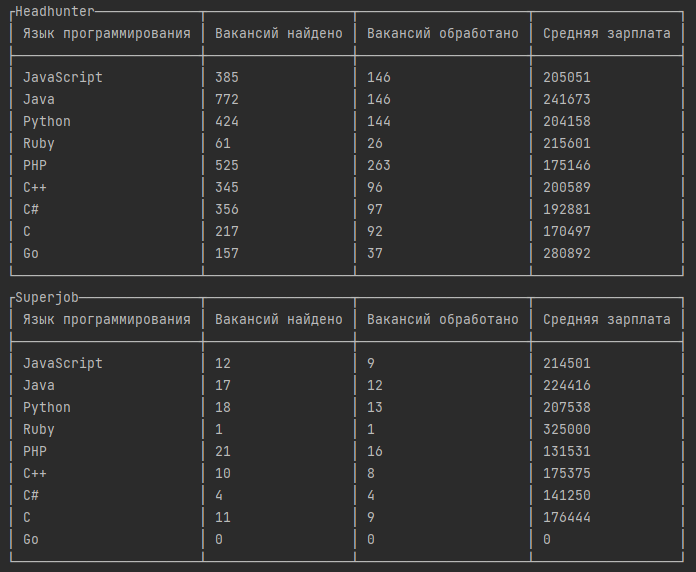 Headhunter
Язык программирования Вакансий найдено Вакансий обработано Средняя зарплата
JavaScript 385 146 205051
Java 772 146 241673
Python 424 144 204158
Ruby 61 26 215601
PHP 525 263 175146
C++ 345 96 200589
C# 356 97 192881
C 217 92 170497
Go 157 37 280892
Superjob
Язык программирования Вакансий найдено Вакансий обработано Средняя зарплата
JavaScript 12 9 214501
Java 17 12 224416
Python 18 13 207538
Ruby 1 1 325000
PHP 21 16 131531
C++ 10 8 175375
C# 4 4 141250
C 11 9 176444
Go 0 0 0